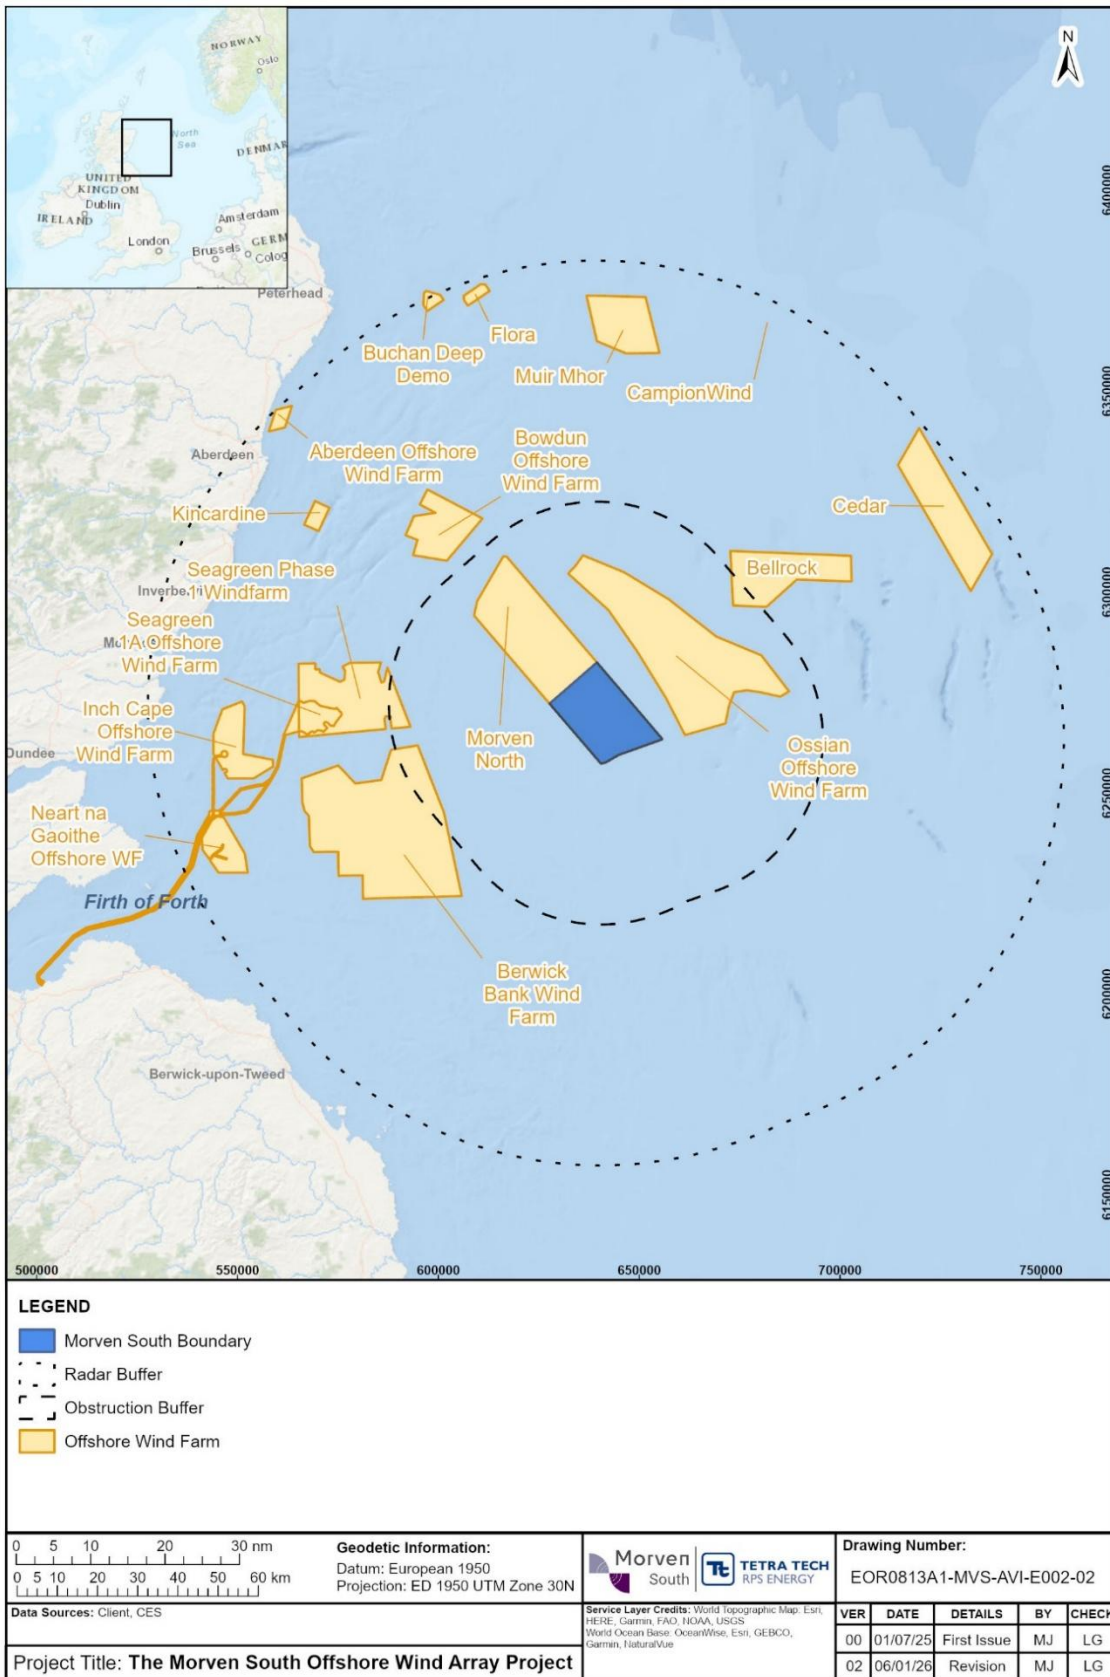 NORWAY
Oslo
North
Sea
DENMAR
UNITED
KINGDOM
Dublin
IRELAND
Amsterdam
London
GERM
Brussels
Colog
N
Peterhead
Flora
Buchan Deep
Demo
Muir Mhor
CampionWind
Aberdeen
Aberdeen Offshore
Wind Farm
Bowdun
Offshore
Wind Farm
Kincardine
Cedar
Seagreen Phase
1 Windfarm
Bellrock
Inverbervi
Seagreen
1A Offshore
Wind Farm
Inch Cape
Offshore
Wind Farm
Dundee
Morven
North
Ossian
Offshore
Wind Farm
Neart na
Gaoithe
Offshore WF
Firth of Forth
Berwick
Bank Wind
Farm
Berwick-upon-Tweed
6400000
6350000
6300000
6250000
6200000
6150000
500000 550000 600000 650000 700000 750000
LEGEND
Morven South Boundary
Radar Buffer
Obstruction Buffer
Offshore Wind Farm
0 5 10 20 30 nm
0 5 10 20 30 40 50 60 km
Geodetic Information:
Datum: European 1950
Projection: ED 1950 UTM Zone 30N
Morven
South
Tt TETRA TECH
RPS ENERGY
Drawing Number:
EOR0813A1-MVS-AVI-E002-02
Data Sources: Client, CES
Service Layer Credits: World Topographic Map: Esri,
HERE, Garmin, FAO, NOAA, USGS
World Ocean Base: OceanWise, Esri, GEBCO,
Garmin, NaturalVue
VER DATE DETAILS BY CHECK
00 01/07/25 First Issue MJ LG
02 06/01/26 Revision MJ LG
Project Title: The Morven South Offshore Wind Array Project